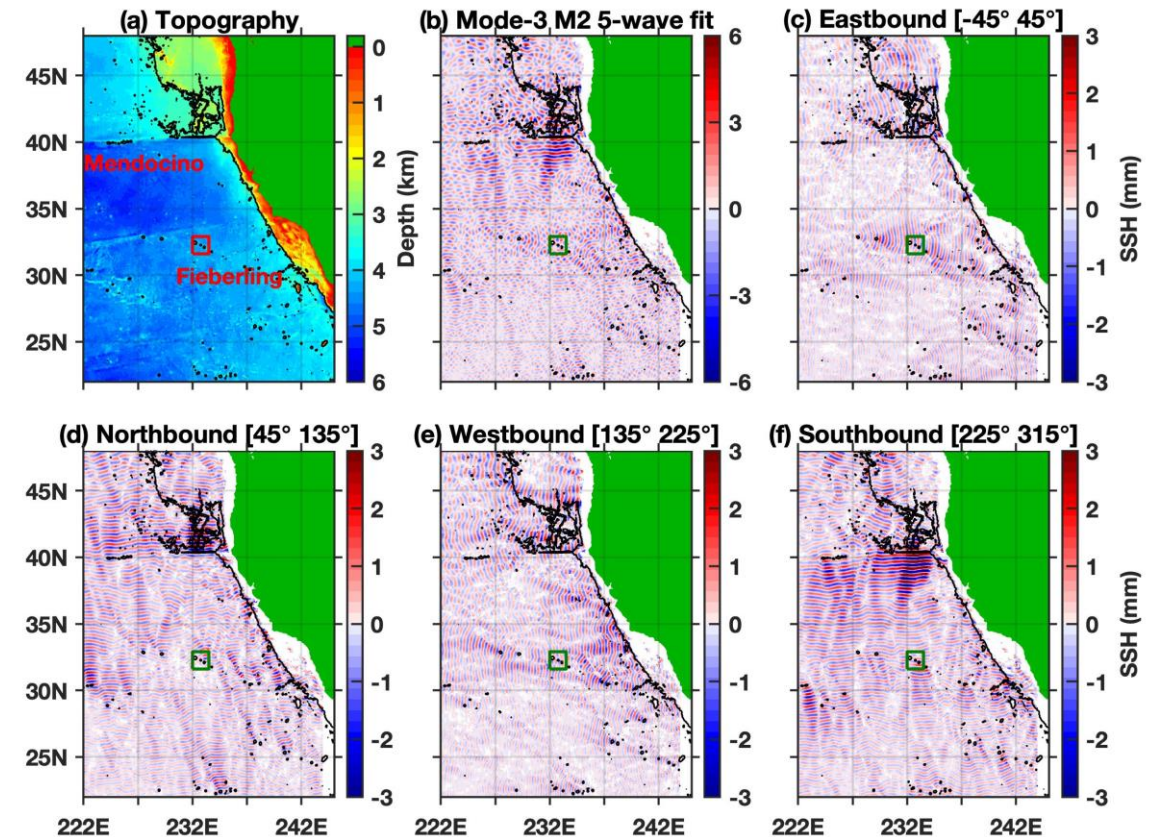 (a) Topography
(b) Mode-3 M2 5-wave fit
(c) Eastbound [-45° 45°]
45N
40N
35N
30N
25N
Mendocino
Fieberling
0
1
2
3
4
5
6
Depth (km)
6
3
0
-3
-6
3
2
1
0
-1
-2
-3
SSH (mm)
(d) Northbound [45° 135°]
(e) Westbound [135° 225°]
(f) Southbound [225° 315°]
45N
40N
35N
30N
25N
222E
232E
242E
3
2
1
0
-1
-2
-3
222E
232E
242E
3
2
1
0
-1
-2
-3
222E
232E
242E
3
2
1
0
-1
-2
-3
SSH (mm)